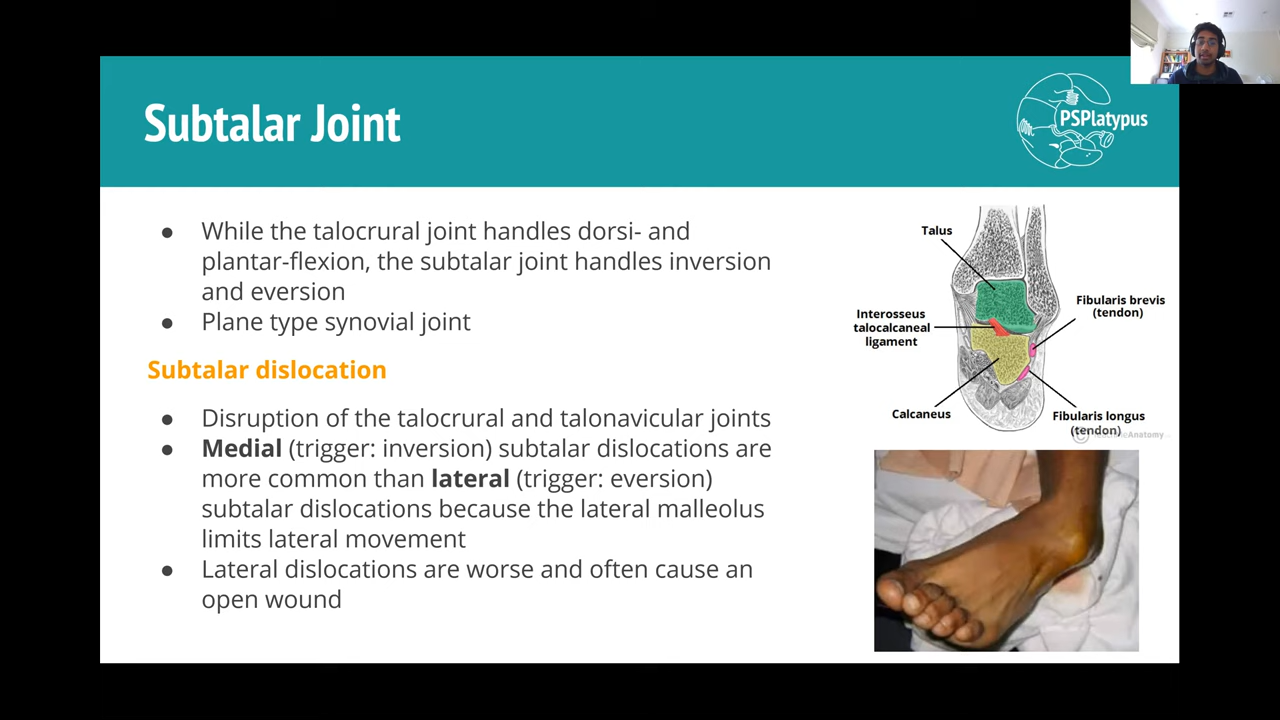 Subtalar Joint
PSPlatypus
● While the talocrural joint handles dorsi- and
plantar-flexion, the subtalar joint handles inversion
and eversion
● Plane type synovial joint
Subtalar dislocation
● Disruption of the talocrural and talonavicular joints
● Medial (trigger: inversion) subtalar dislocations are
more common than lateral (trigger: eversion)
subtalar dislocations because the lateral malleolus
limits lateral movement
● Lateral dislocations are worse and often cause an
open wound
Talus
Fibularis brevis
(tendon)
Interosseus
talocalcaneal
ligament
Calcaneus
Fibularis longus
(tendon)